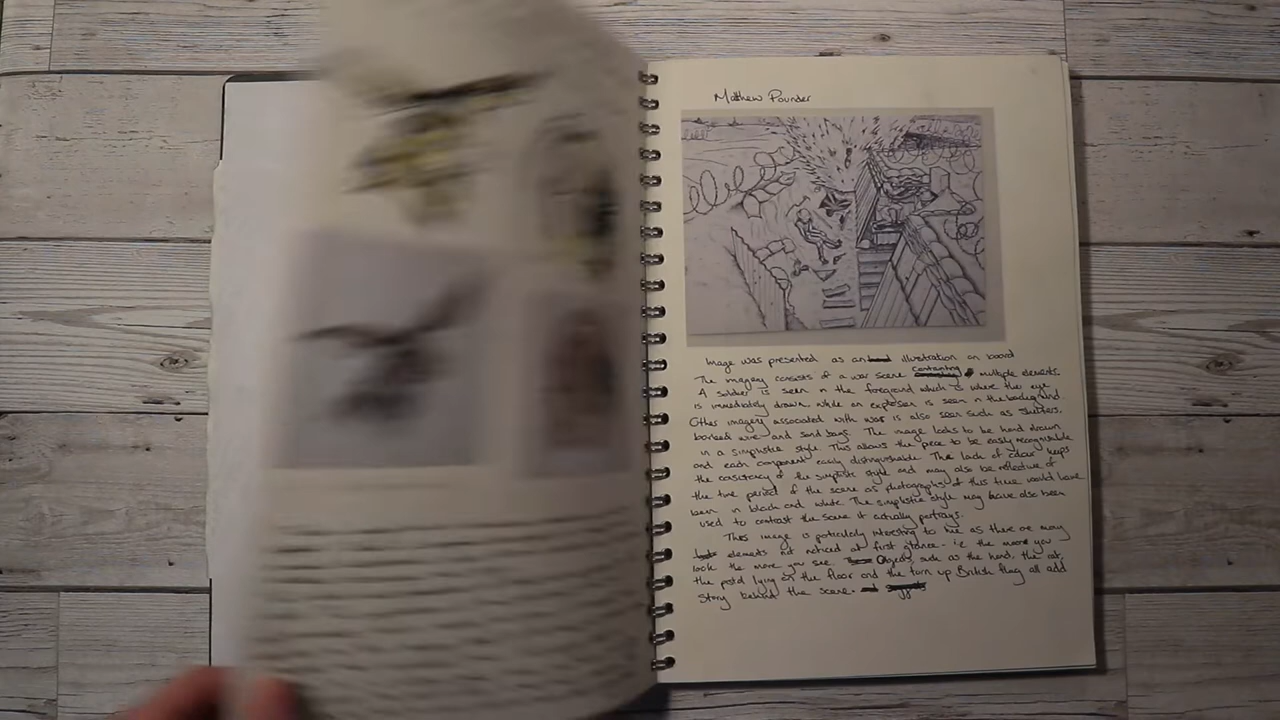 Matthew Pounder
Image was presented as an illustration on board
The imagery consists of a war scene containing multiple elements.
A soldier is seen in the foregrond which is where the eye
is immediately drawn, while an explosion is seen in the background.
Other imagery associated with war is also seen such as shutters,
barbed wire and sand bags. The image looks to be hand drawn
in a simplistic style. This allows the piece to be easily recognisable
and each component easily distinguishable. The lack of colour keeps
the consistency of the simplistic style and may also be reflective of
the time period of the scene as photographs of this time would have
been in black and white. The simplistic style may have also been
used to contrast the scene it actually portrays.
This image is particularly interesting to me as there are many
elements not noticed at first glance - i.e the more you
look the more you see. Objects, such as the hand, the rat,
the pistol lying on the floor and the turn up British flag all add
story behind the scene.